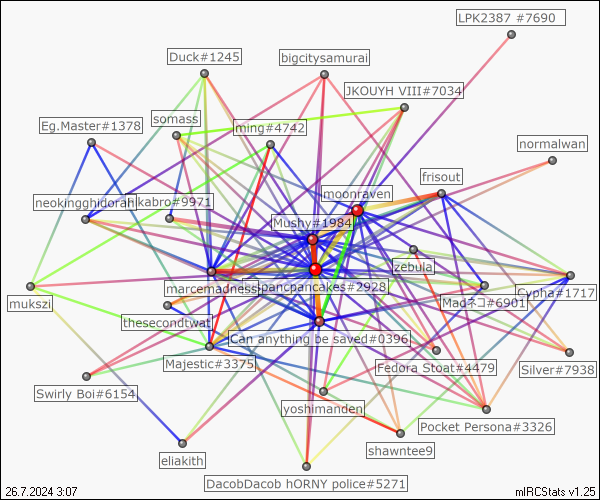 LPK2387 #7690
Duck#1245
bigcitysamurai
JKOUYH VIII#7034
somass
Eg.Master#1378
ming#4742
normalwan
frisout
moonraven
neokingghidorah
kabro#9971
Mushy#1984
zebula
marcemadness
pancpancakes#2928
Cypha#1717
mukszi
Madネコ#6901
thesecondtwat
Can anything be saved#0396
Majestic#3375
Fedora Stoat#4479
Silver#7938
Swirly Boi#6154
yoshimanden
Pocket Persona#3326
shawntee9
eliakith
DacobDacob hORNY police#5271
26.7.2024 3:07
mIRCStats v1.25